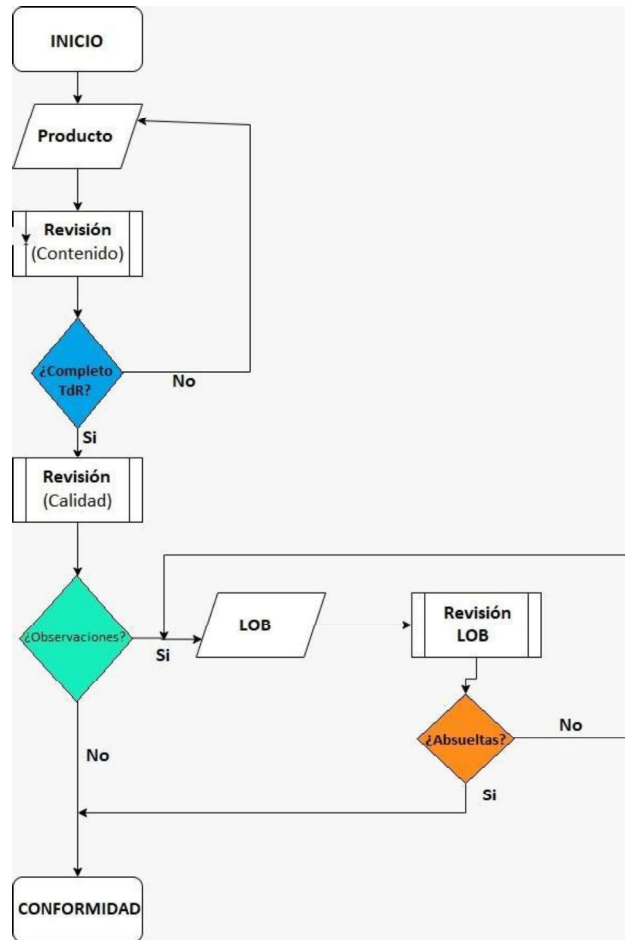 INICIO
Producto
Revisión
(Contenido)
¿Completo
TdR?
No
Si
Revisión
(Calidad)
¿Observaciones?
Si
LOB
Revisión
LOB
¿Absueltas?
No
No
Si
CONFORMIDAD